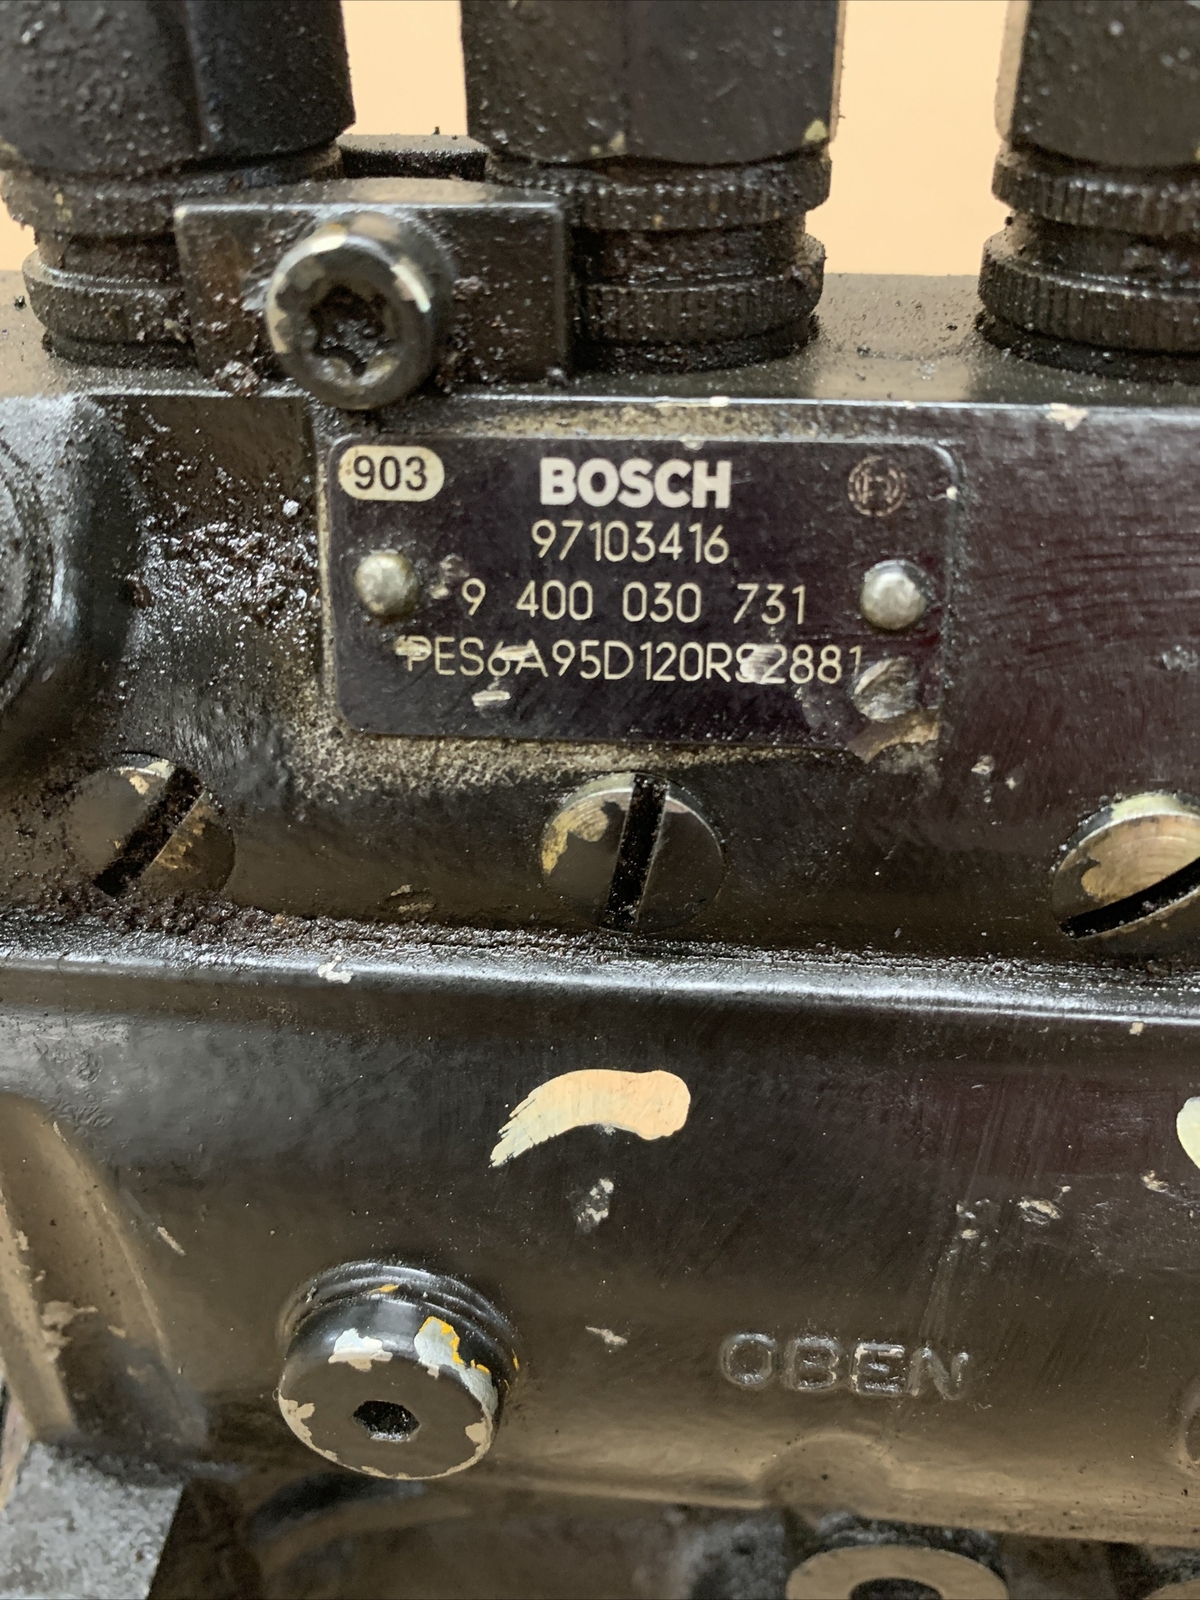 903
BOSCH
97103416
9 400 030 731
PES6A95D120RS2881
OBEN